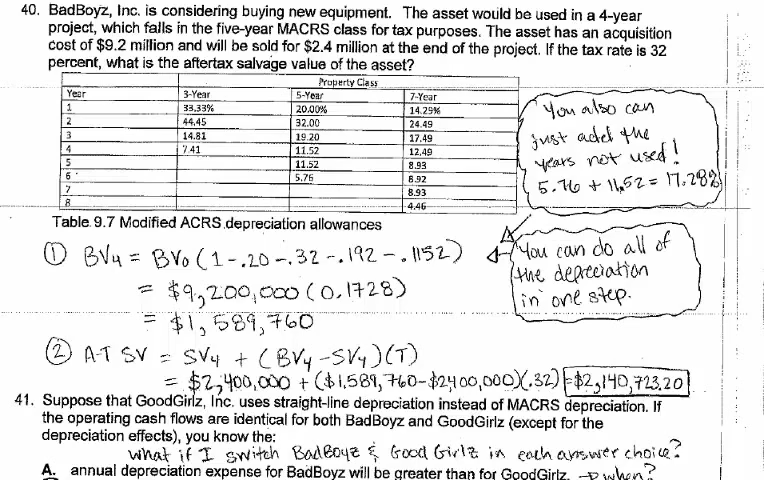 40. BadBoyz, Inc. is considering buying new equipment. The asset would be used in a 4-year
project, which falls in the five-year MACRS class for tax purposes. The asset has an acquisition
cost of $9.2 million and will be sold for $2.4 million at the end of the project. If the tax rate is 32
percent, what is the aftertax salvage value of the asset?
Property Class
Year 3-Year 5-Year 7-Year
1 33.33% 20.00% 14.29%
2 44.45 32.00 24.49
3 14.81 19.20 17.49
4 7.41 11.52 12.49
5 11.52 8.93
6 5.76 8.92
7 8.93
8 4.46
Table 9.7 Modified ACRS depreciation allowances
You also can
just add the
years not used!
5.76 + 11.52 = 17.28%
① BV4 = BV0 (1-.20-.32-.192-.1152)
= $9,200,000 (0.1728)
= $1,589,760
You can do all of
the depreciation
in one step.
② A-T SV = SV4 + (BV4-SV4)(T)
= $2,400,000 + ($1,589,760-$2,400,000)(.32) = $2,140,723.20
41. Suppose that GoodGirlz, Inc. uses straight-line depreciation instead of MACRS depreciation. If
the operating cash flows are identical for both BadBoyz and GoodGirlz (except for the
depreciation effects), you know the:
What if I switch BadBoyz & Good Girlz in each answer choice?
A. annual depreciation expense for BadBoyz will be greater than for GoodGirlz. → when?